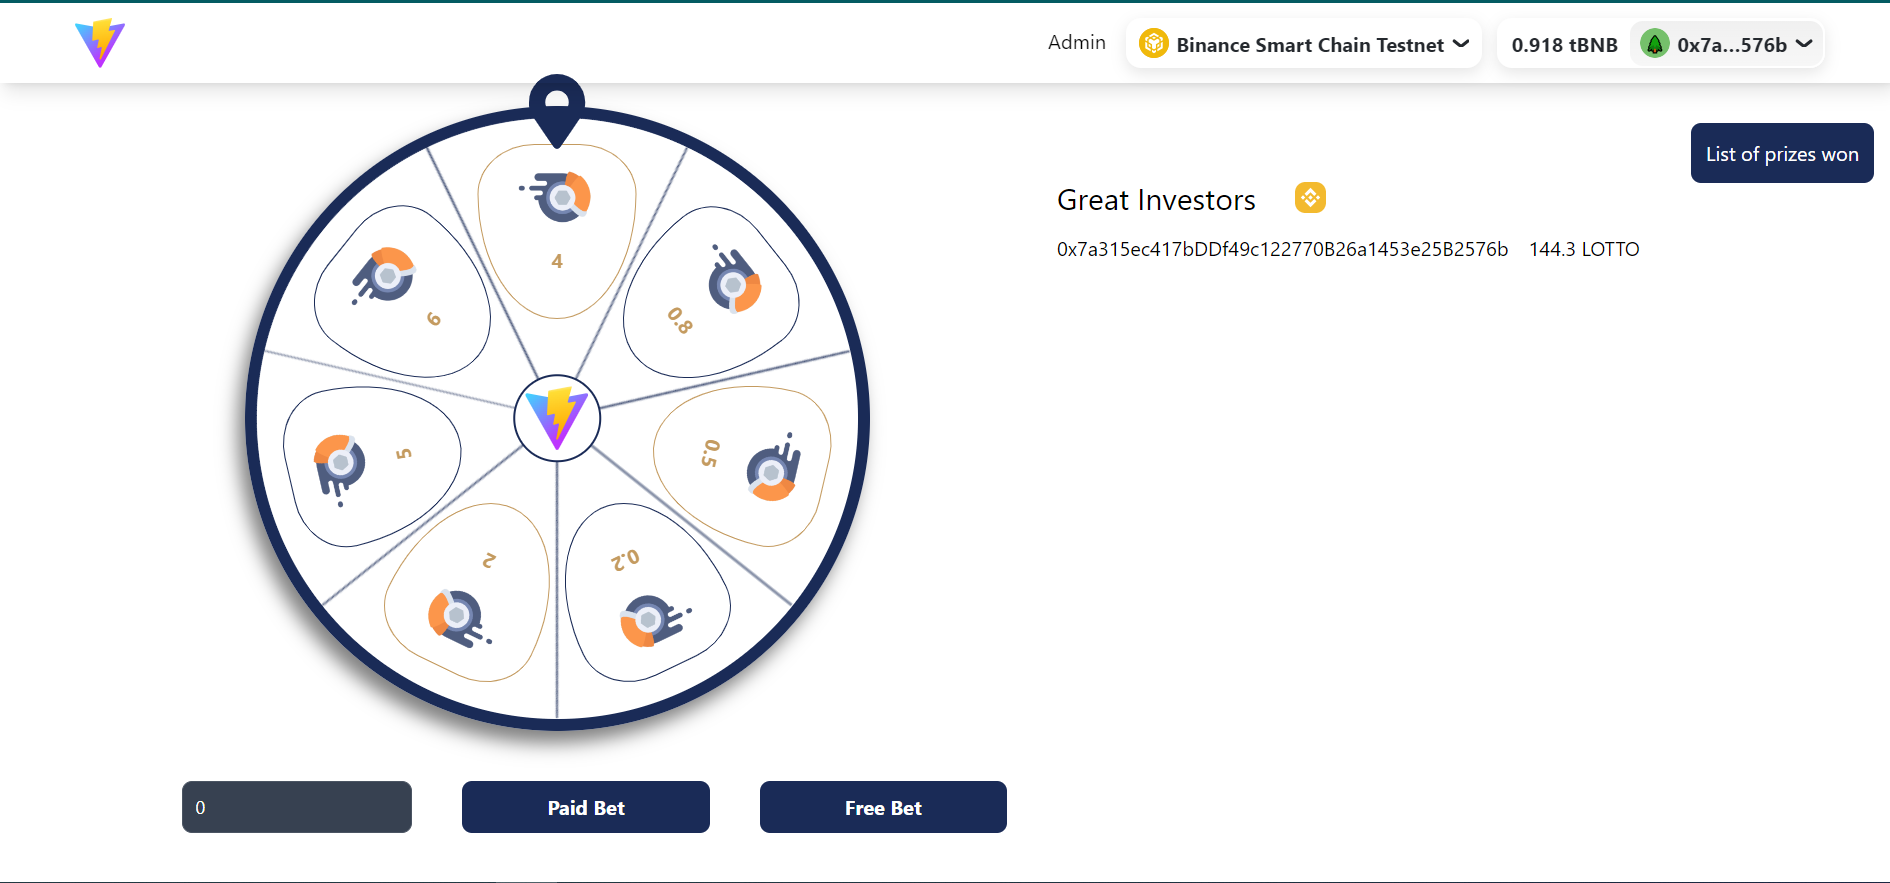 Admin
Binance Smart Chain Testnet
0.918 tBNB
0x7a...576b
List of prizes won
Great Investors
0x7a315ec417bDDf49c122770B26a1453e25B2576b 144.3 LOTTO
4
0.8
0.5
0.2
2
5
6
0
Paid Bet
Free Bet